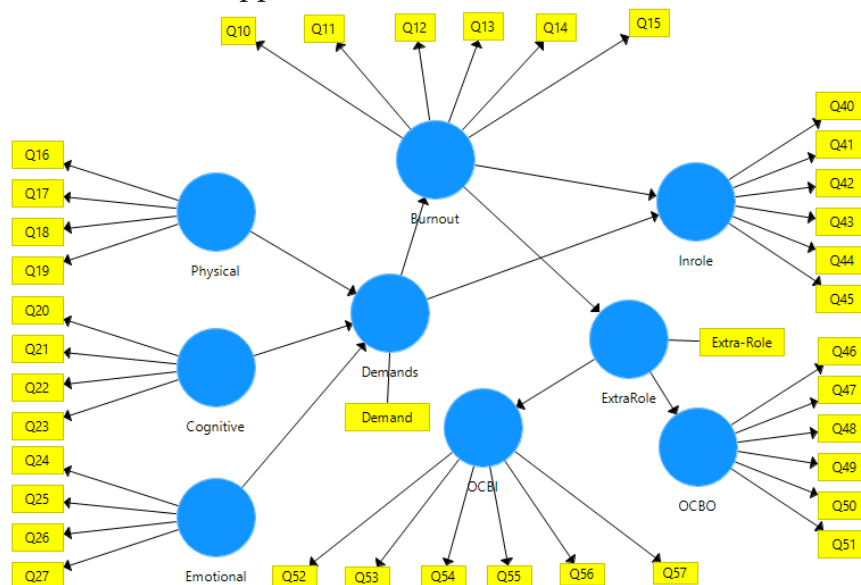 Q10
Q11
Q12
Q13
Q14
Q15
Burnout
Q16
Q17
Q18
Q19
Physical
Q20
Q21
Q22
Q23
Cognitive
Q24
Q25
Q26
Q27
Emotional
Demands
Demand
Inrole
Q40
Q41
Q42
Q43
Q44
Q45
Extra-Role
ExtraRole
Q46
Q47
Q48
Q49
Q50
Q51
OCBO
OCBI
Q52
Q53
Q54
Q55
Q56
Q57